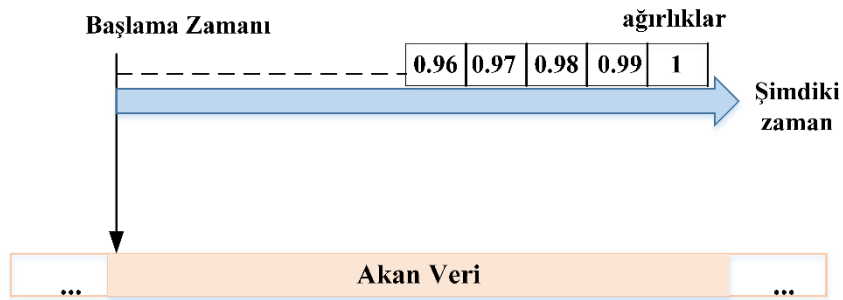 Başlama Zamanı
ağırlıklar
0.96 0.97 0.98 0.99 1
Şimdiki
zaman
... Akan Veri ...